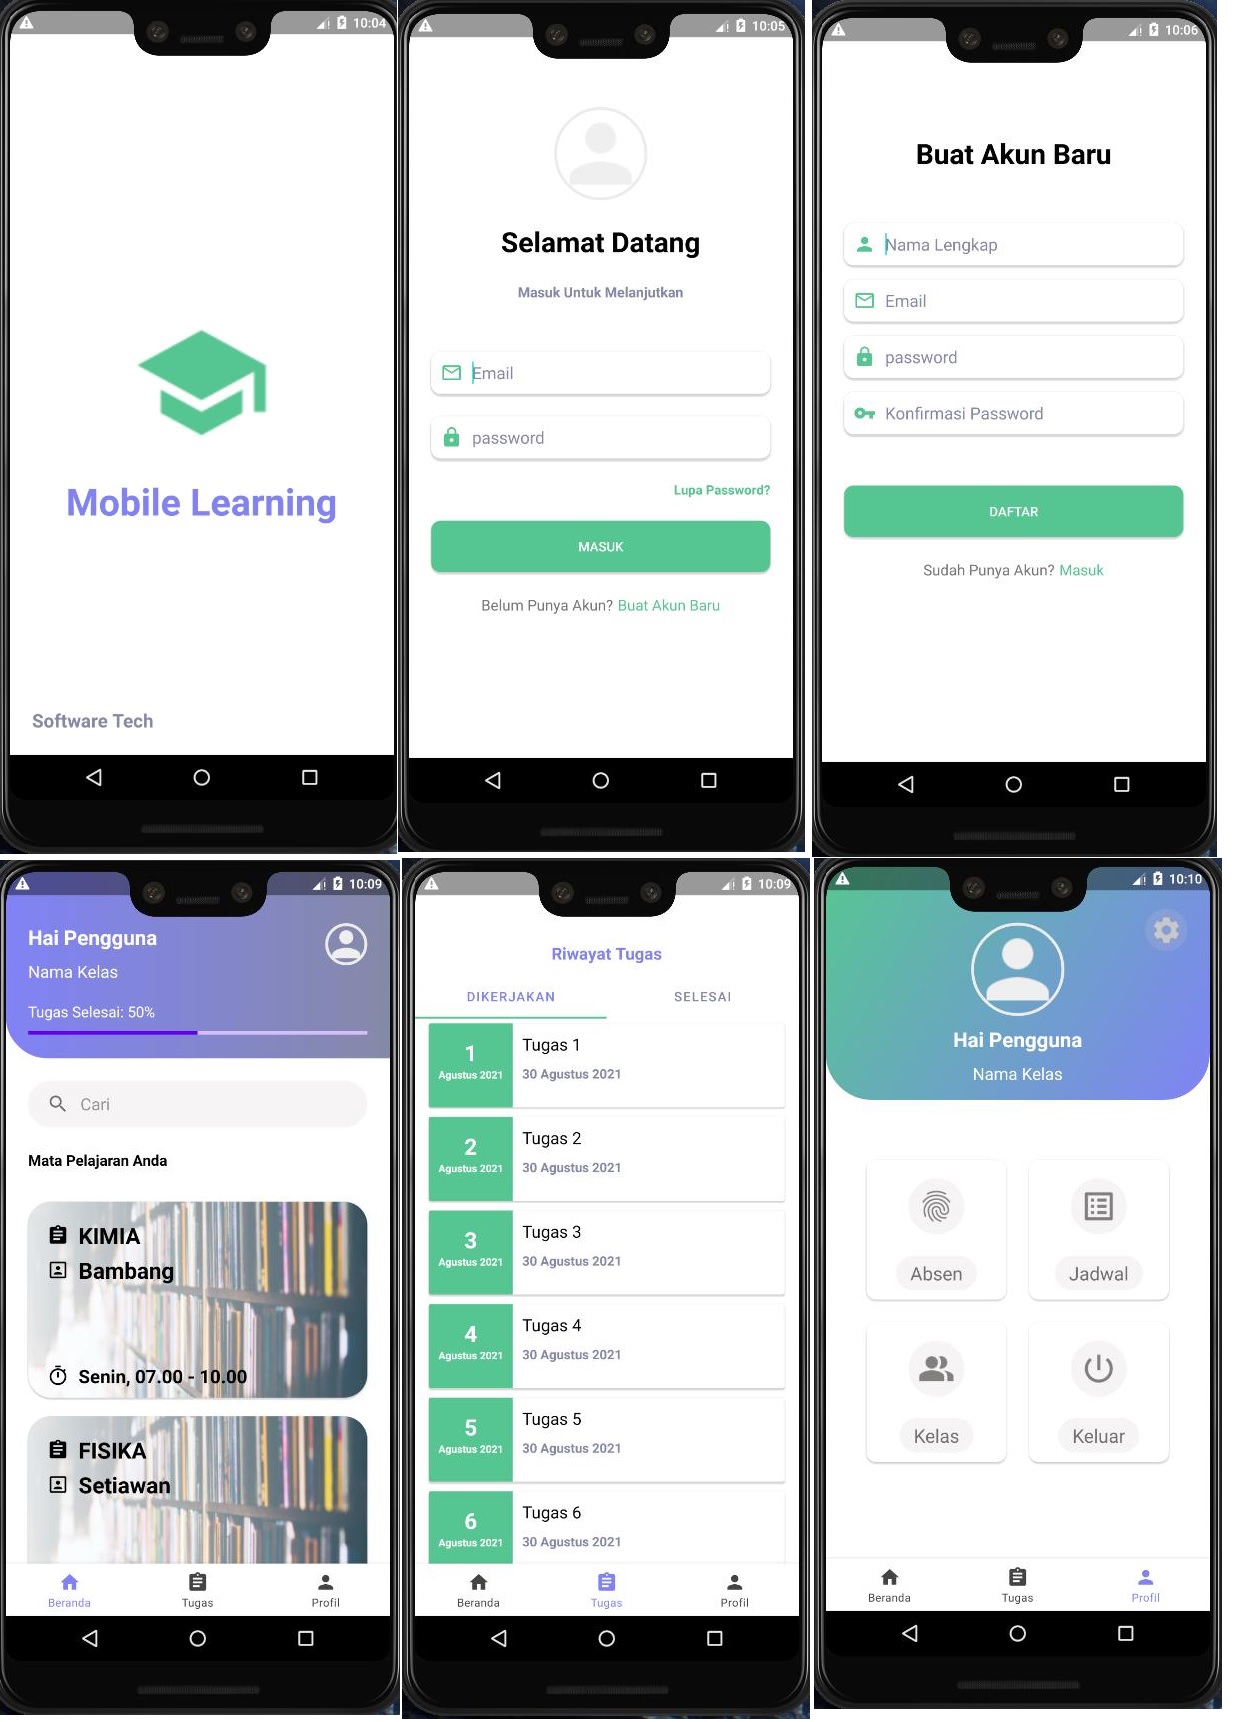 10:04
Mobile Learning
Software Tech
10:05
Selamat Datang
Masuk Untuk Melanjutkan
Email
password
Lupa Password?
MASUK
Belum Punya Akun? Buat Akun Baru
10:06
Buat Akun Baru
Nama Lengkap
Email
password
Konfirmasi Password
DAFTAR
Sudah Punya Akun? Masuk
10:09
Hai Pengguna
Nama Kelas
Tugas Selesai: 50%
Cari
Mata Pelajaran Anda
KIMIA
Bambang
Senin, 07.00 - 10.00
FISIKA
Setiawan
Beranda Tugas Profil
10:09
Riwayat Tugas
DIKERJAKAN SELESAI
1 Tugas 1
Agustus 2021 30 Agustus 2021
2 Tugas 2
Agustus 2021 30 Agustus 2021
3 Tugas 3
Agustus 2021 30 Agustus 2021
4 Tugas 4
Agustus 2021 30 Agustus 2021
5 Tugas 5
Agustus 2021 30 Agustus 2021
6 Tugas 6
Agustus 2021 30 Agustus 2021
Beranda Tugas Profil
10:10
Hai Pengguna
Nama Kelas
Absen Jadwal
Kelas Keluar
Beranda Tugas Profil